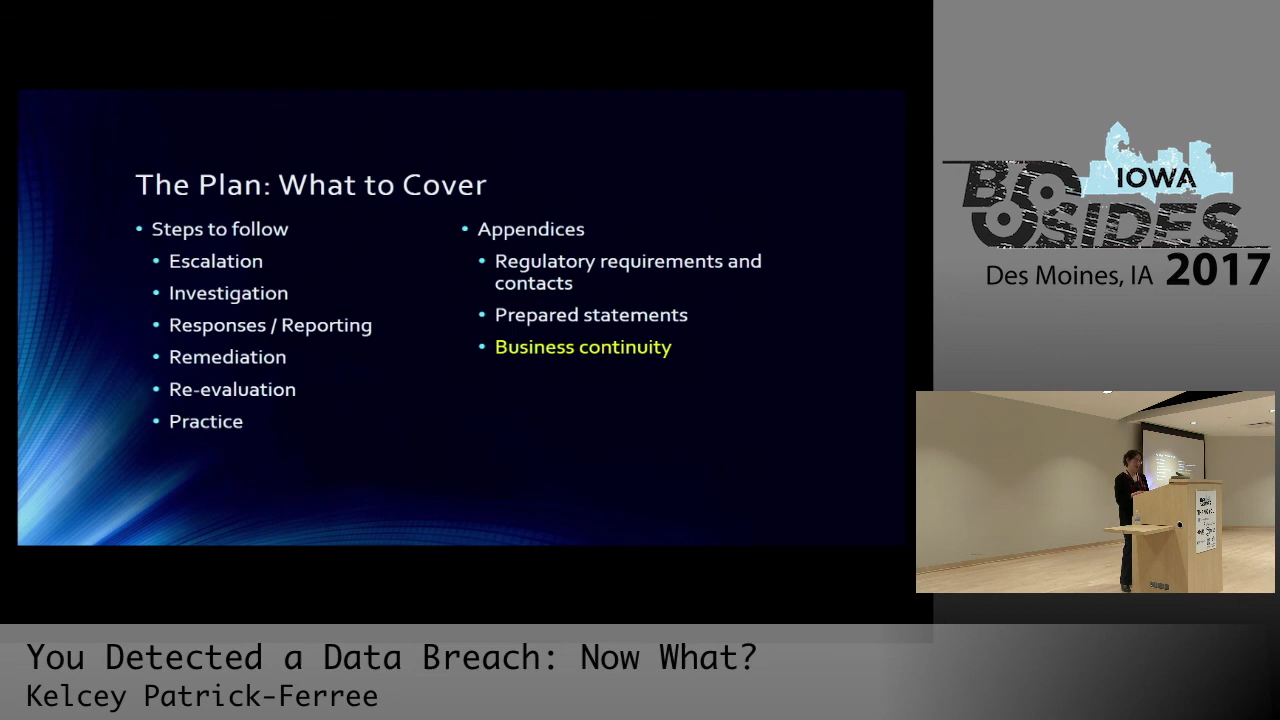 The Plan: What to Cover
• Steps to follow
• Escalation
• Investigation
• Responses / Reporting
• Remediation
• Re-evaluation
• Practice
• Appendices
• Regulatory requirements and
contacts
• Prepared statements
• Business continuity
IOWA
BSIDES
Des Moines, IA 2017
You Detected a Data Breach: Now What?
Kelcey Patrick-Ferree